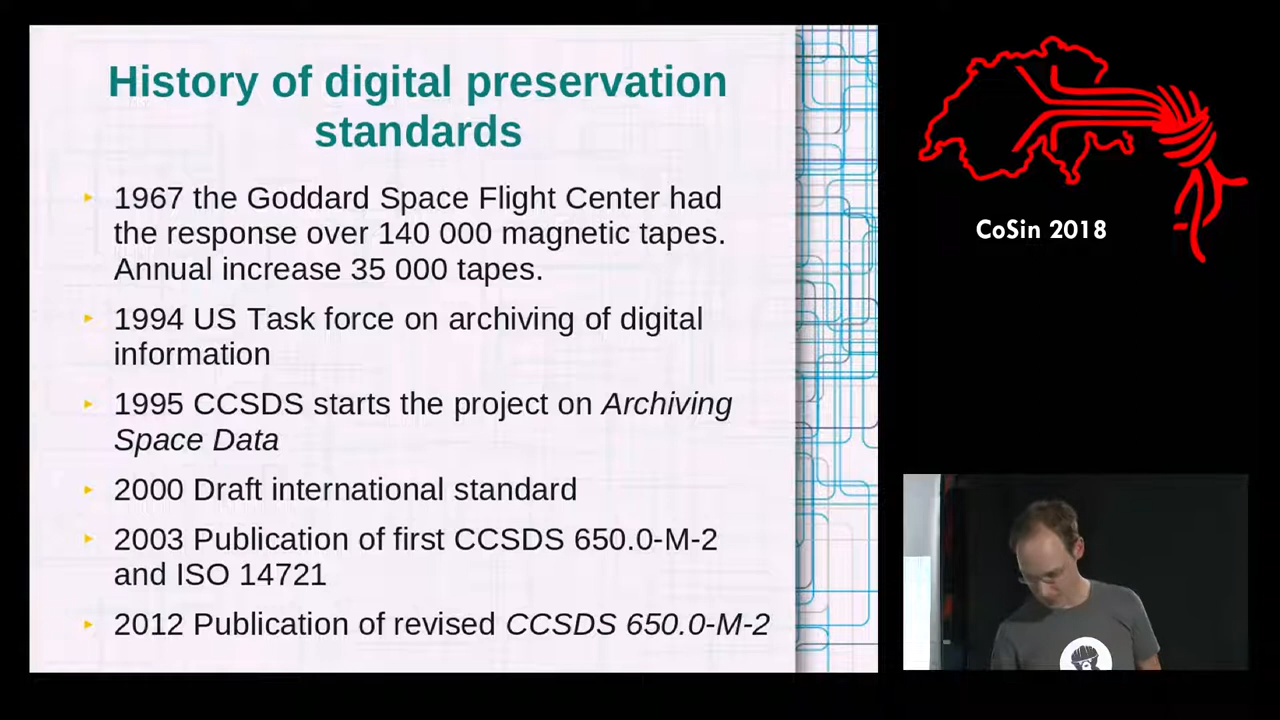 History of digital preservation
standards
1967 the Goddard Space Flight Center had
the response over 140 000 magnetic tapes.
Annual increase 35 000 tapes.
1994 US Task force on archiving of digital
information
1995 CCSDS starts the project on Archiving
Space Data
2000 Draft international standard
2003 Publication of first CCSDS 650.0-M-2
and ISO 14721
2012 Publication of revised CCSDS 650.0-M-2
CoSin 2018